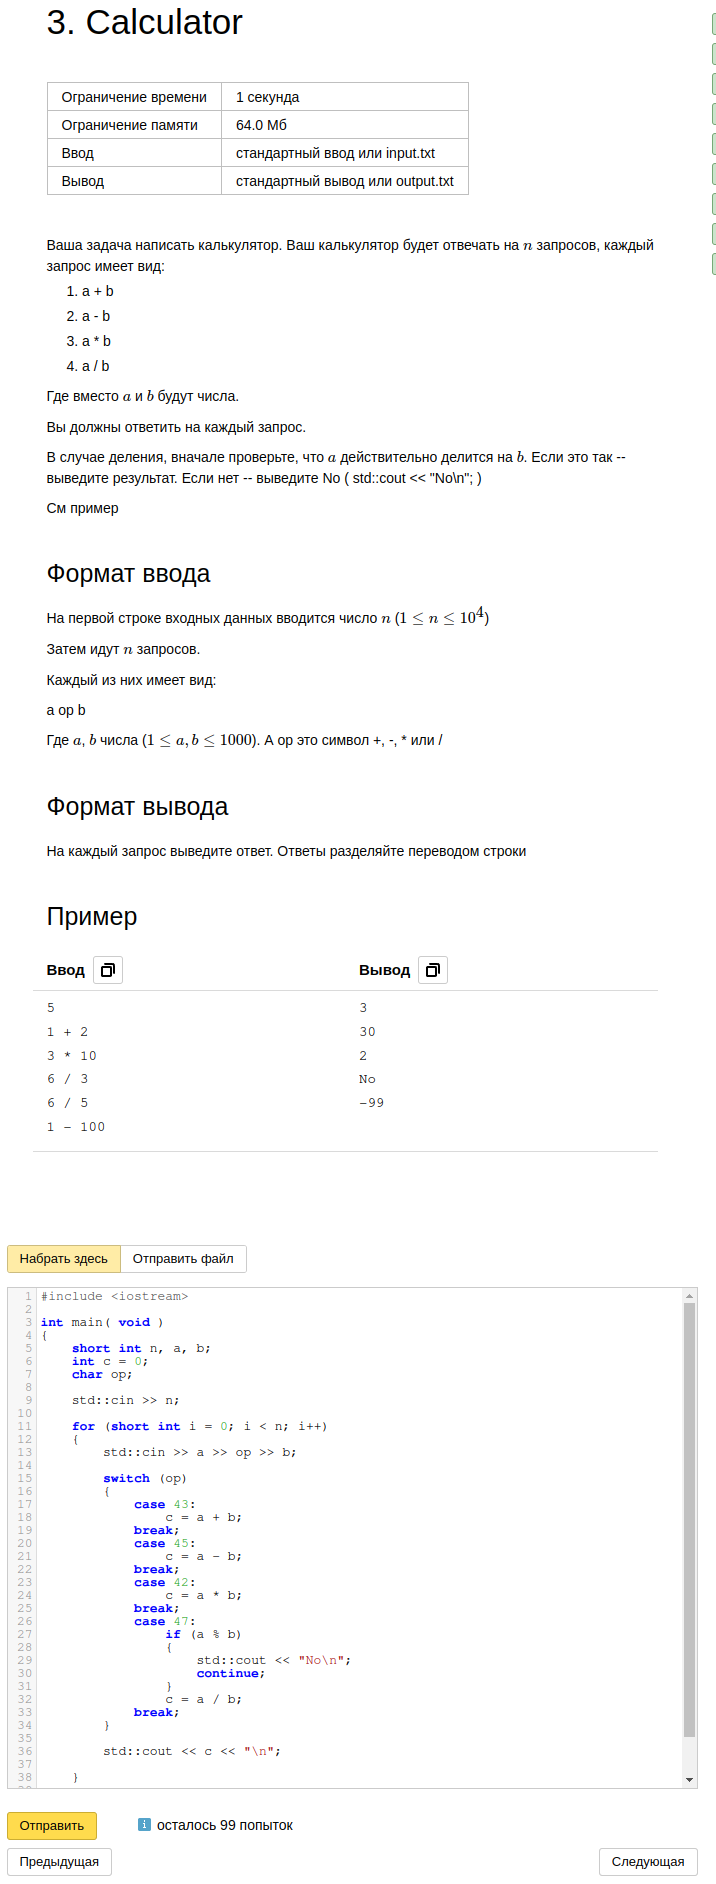 3. Calculator
Ограничение времени 1 секунда
Ограничение памяти 64.0 Мб
Ввод стандартный ввод или input.txt
Вывод стандартный вывод или output.txt
Ваша задача написать калькулятор. Ваш калькулятор будет отвечать на n запросов, каждый
запрос имеет вид:
1. a + b
2. a - b
3. a * b
4. a / b
Где вместо a и b будут числа.
Вы должны ответить на каждый запрос.
В случае деления, вначале проверьте, что a действительно делится на b. Если это так --
выведите результат. Если нет -- выведите No ( std::cout << "No\n"; )
См пример
Формат ввода
На первой строке входных данных вводится число n (1 ≤ n ≤ 10⁴)
Затем идут n запросов.
Каждый из них имеет вид:
a op b
Где a, b числа (1 ≤ a, b ≤ 1000). А op это символ +, -, * или /
Формат вывода
На каждый запрос выведите ответ. Ответы разделяйте переводом строки
Пример
Ввод Вывод
5 3
1 + 2 30
3 * 10 2
6 / 3 No
6 / 5 -99
1 - 100
Набрать здесь Отправить файл
1 #include <iostream>
2
3 int main( void )
4 {
5 short int n, a, b;
6 int c = 0;
7 char op;
8
9 std::cin >> n;
10
11 for (short int i = 0; i < n; i++)
12 {
13 std::cin >> a >> op >> b;
14
15 switch (op)
16 {
17 case 43:
18 c = a + b;
19 break;
20 case 45:
21 c = a - b;
22 break;
23 case 42:
24 c = a * b;
25 break;
26 case 47:
27 if (a % b)
28 {
29 std::cout << "No\n";
30 continue;
31 }
32 c = a / b;
33 break;
34 }
35
36 std::cout << c << "\n";
37
38 }
Отправить осталось 99 попыток
Предыдущая Следующая